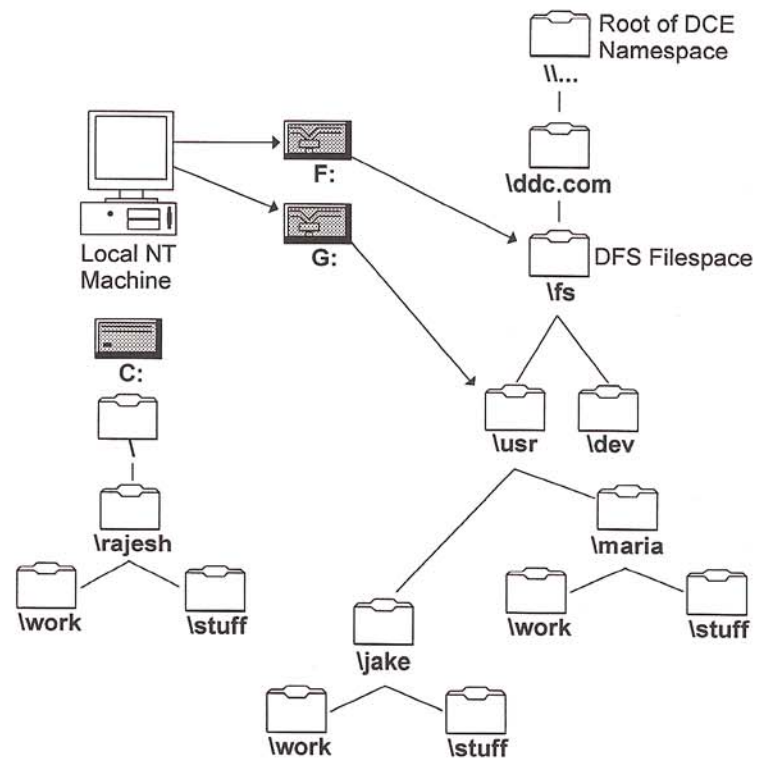 Root of DCE
Namespace
\\...
F:
\ddc.com
G:
Local NT
Machine
DFS Filespace
\fs
C:
\usr
\dev
\
\rajesh
\maria
\work
\stuff
\work
\stuff
\jake
\work
\stuff